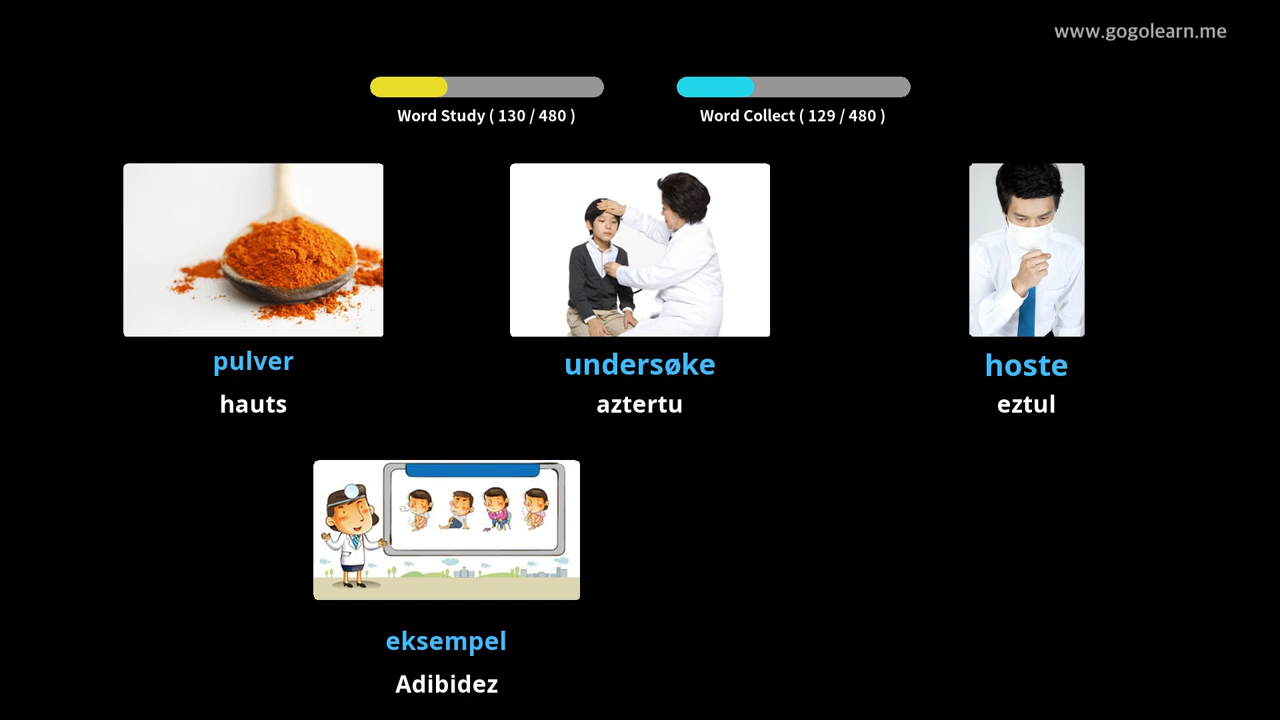 www.gogolearn.me
Word Study ( 130 / 480 )
Word Collect ( 129 / 480 )
pulver
undersøke
hoste
hauts
aztertu
eztul
eksempel
Adibidez